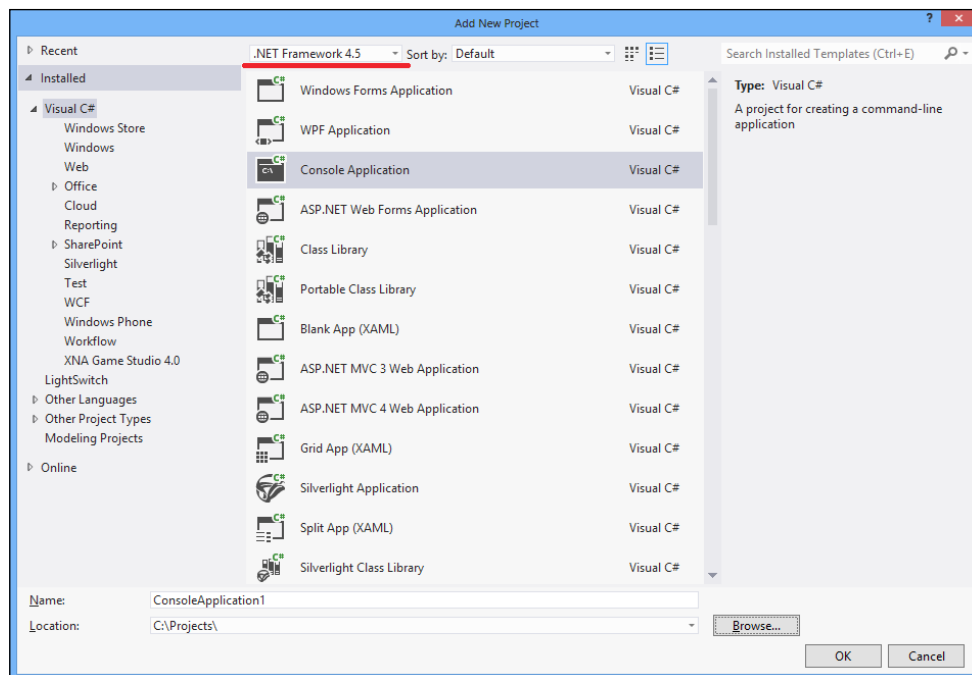 Add New Project
? ×
Recent
.NET Framework 4.5 Sort by: Default
Search Installed Templates (Ctrl+E)
Installed
Visual C#
Windows Store
Windows
Web
Office
Cloud
Reporting
SharePoint
Silverlight
Test
WCF
Windows Phone
Workflow
XNA Game Studio 4.0
LightSwitch
Other Languages
Other Project Types
Modeling Projects
Online
C# Windows Forms Application Visual C#
C# WPF Application Visual C#
C# C:\ Console Application Visual C#
C# ASP.NET Web Forms Application Visual C#
C# Class Library Visual C#
C# Portable Class Library Visual C#
C# Blank App (XAML) Visual C#
C# ASP.NET MVC 3 Web Application Visual C#
C# ASP.NET MVC 4 Web Application Visual C#
C# Grid App (XAML) Visual C#
C# Silverlight Application Visual C#
C# Split App (XAML) Visual C#
C# Silverlight Class Library Visual C#
Type: Visual C#
A project for creating a command-line
application
Name: ConsoleApplication1
Location: C:\Projects\
Browse...
OK Cancel